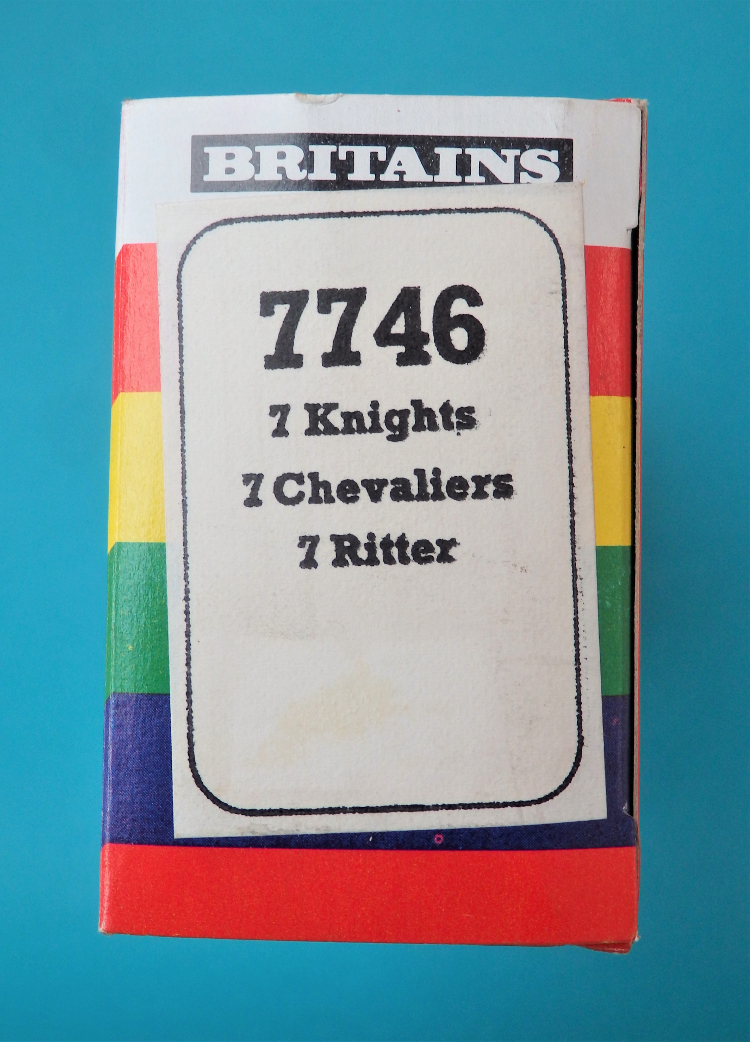 BRITAINS
7746
7 Knights
7 Chevaliers
7 Ritter